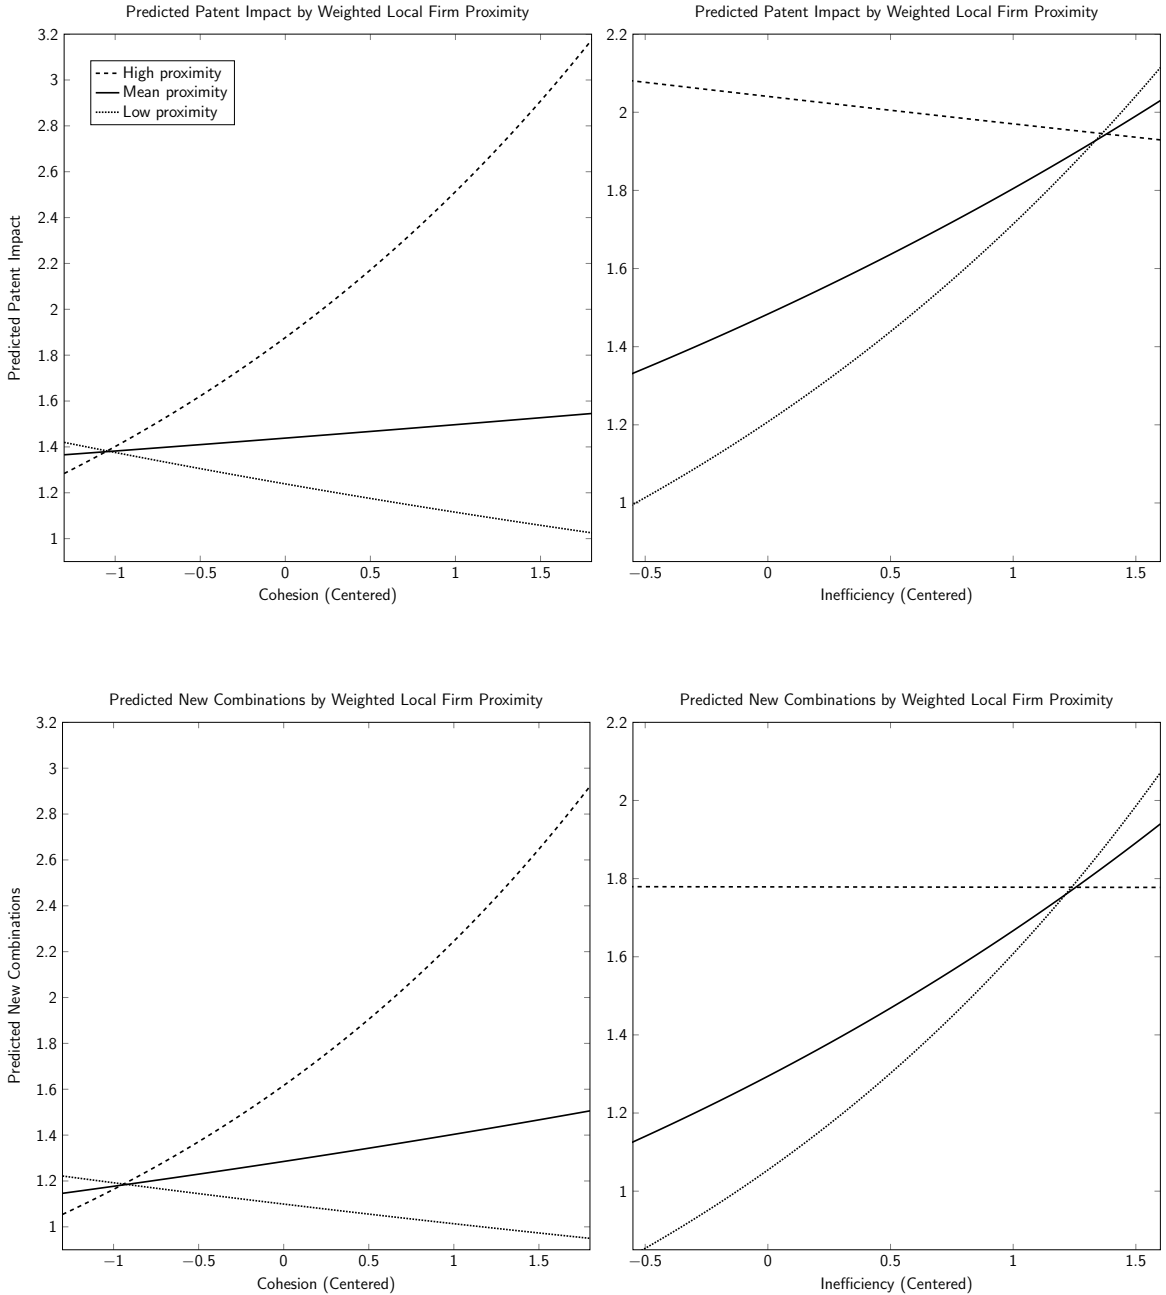 Predicted Patent Impact by Weighted Local Firm Proximity
3.2
3
2.8
2.6
2.4
2.2
2
1.8
1.6
1.4
1.2
1
Predicted Patent Impact
High proximity
Mean proximity
Low proximity
−1 −0.5 0 0.5 1 1.5
Cohesion (Centered)
Predicted Patent Impact by Weighted Local Firm Proximity
2.2
2
1.8
1.6
1.4
1.2
1
−0.5 0 0.5 1 1.5
Inefficiency (Centered)
Predicted New Combinations by Weighted Local Firm Proximity
3.2
3
2.8
2.6
2.4
2.2
2
1.8
1.6
1.4
1.2
1
Predicted New Combinations
−1 −0.5 0 0.5 1 1.5
Cohesion (Centered)
Predicted New Combinations by Weighted Local Firm Proximity
2.2
2
1.8
1.6
1.4
1.2
1
−0.5 0 0.5 1 1.5
Inefficiency (Centered)